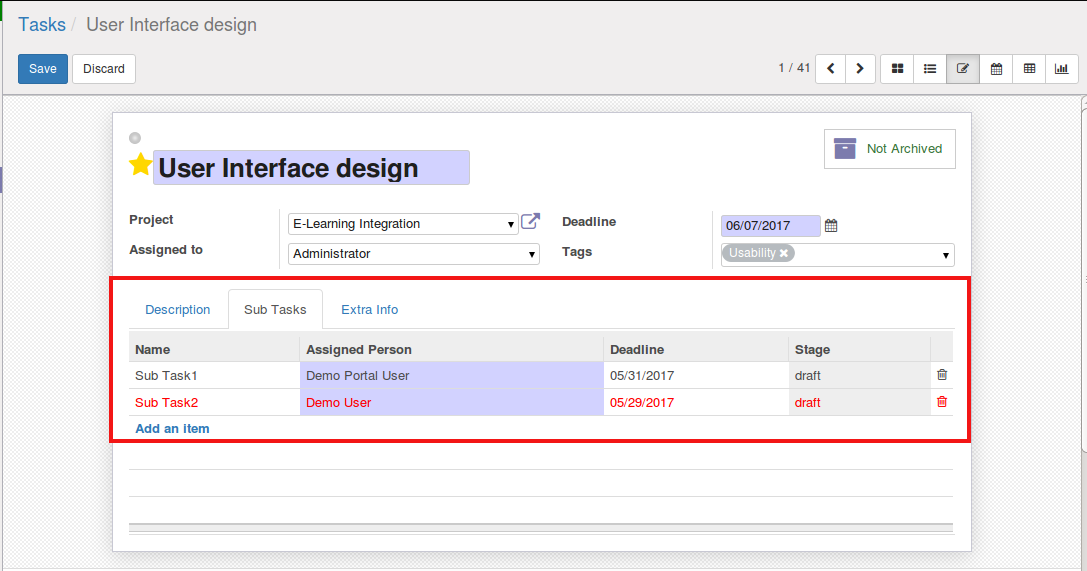 Tasks / User Interface design
Save Discard 1 / 41
Not Archived
User Interface design
Project E-Learning Integration Deadline 06/07/2017
Assigned to Administrator Tags Usability
Description Sub Tasks Extra Info
Name Assigned Person Deadline Stage
Sub Task1 Demo Portal User 05/31/2017 draft
Sub Task2 Demo User 05/29/2017 draft
Add an item